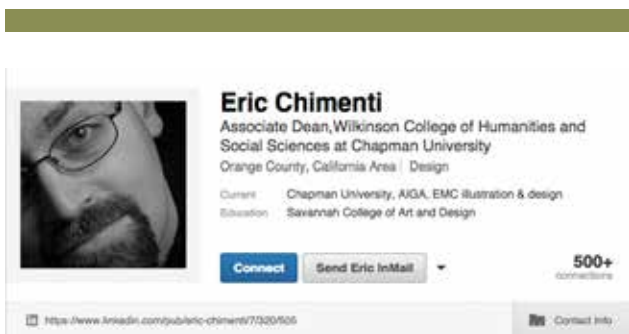 Eric Chimenti
Associate Dean,Wilkinson College of Humanities and
Social Sciences at Chapman University
Orange County, California Area | Design
Current Chapman University, AIGA, EMC illustration & design
Education Savannah College of Art and Design
Connect Send Eric InMail 500+
connections
https://www.linkedin.com/pub/eric-chimenti/7/320/505 Contact Info